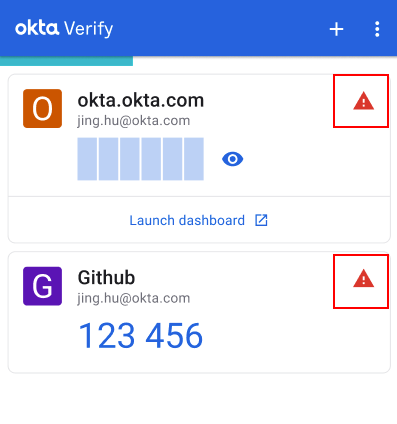 okta Verify
O
okta.okta.com
jing.hu@okta.com
Launch dashboard
G
Github
jing.hu@okta.com
123 456